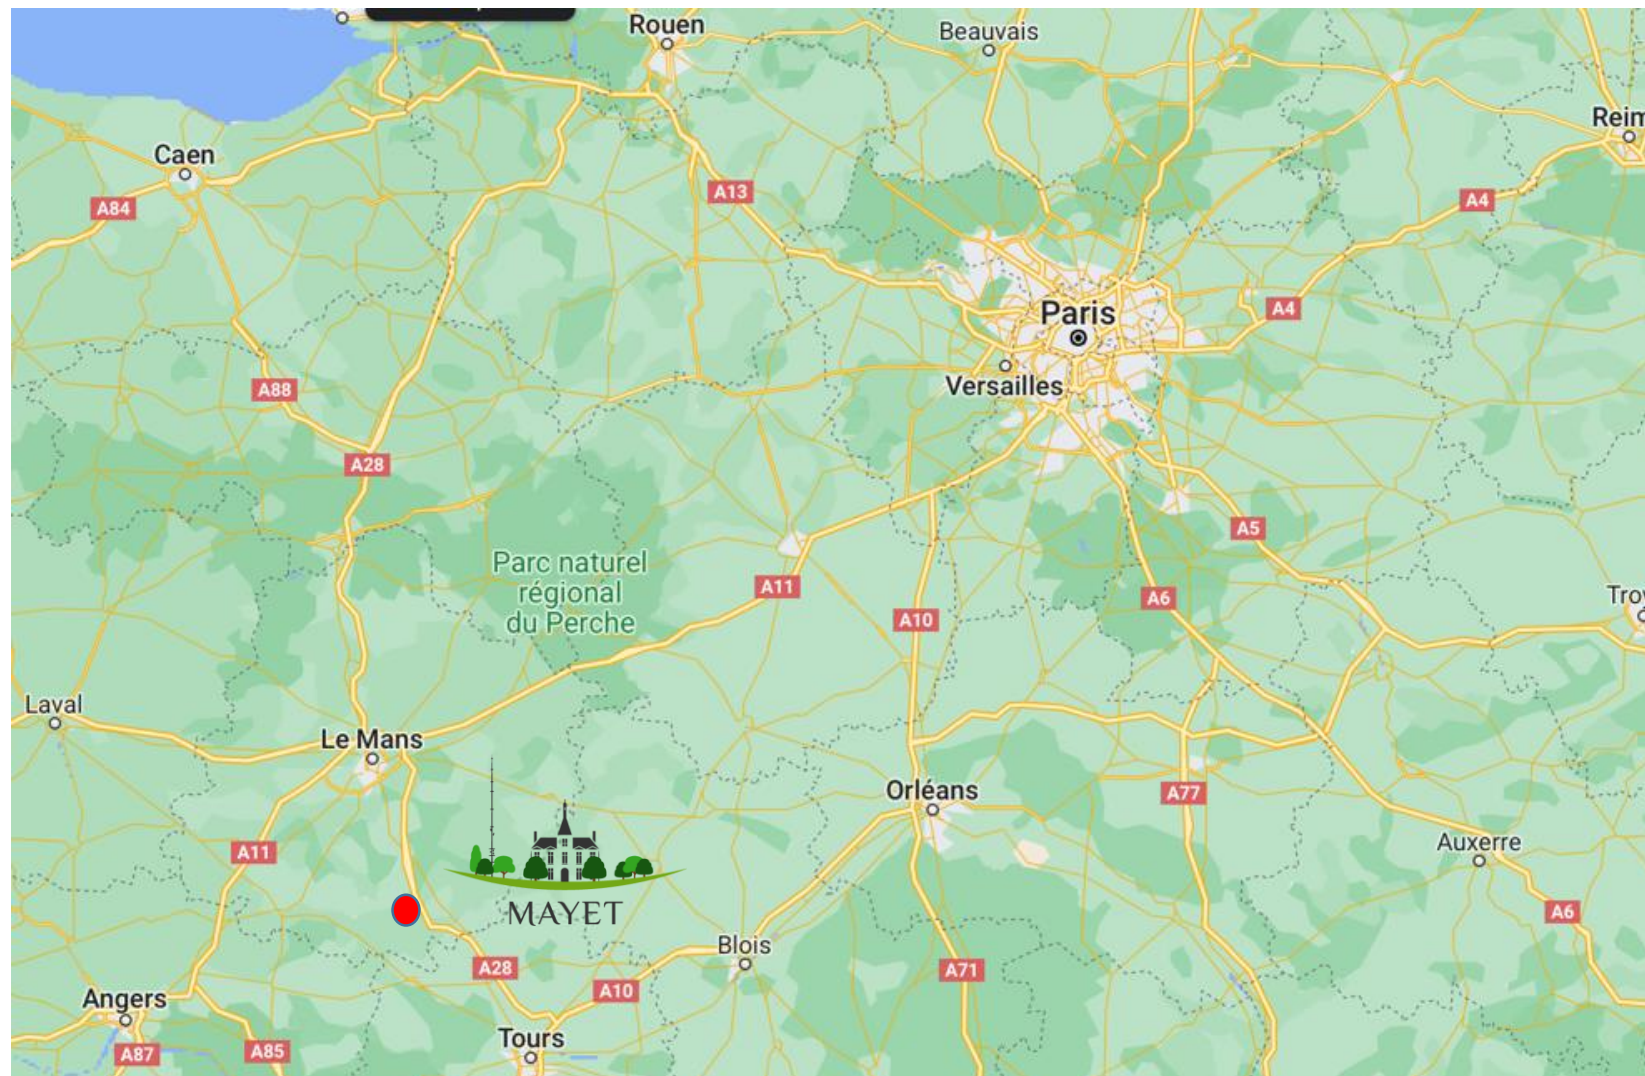 Rouen
Beauvais
Reim
Caen
A13
A4
A84
A4
Paris
Versailles
A88
A28
A5
Parc naturel
régional
du Perche
A11
A6
A10
Troy
Laval
Le Mans
Orléans
A77
A11
Auxerre
MAYET
A6
Blois
A28
A71
A10
Angers
Tours
A87
A85